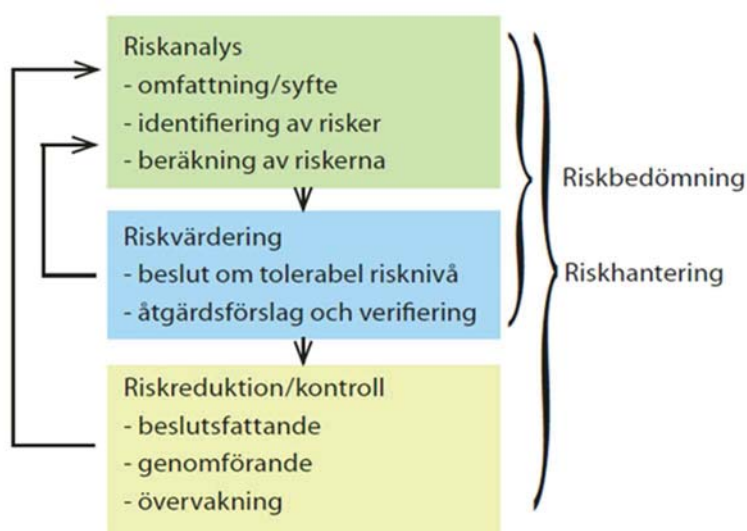 Riskanalys
- omfattning/syfte
- identifiering av risker
- beräkning av riskerna
Riskvärdering
- beslut om tolerabel risknivå
- åtgärdsförslag och verifiering
Riskreduktion/kontroll
- beslutsfattande
- genomförande
- övervakning
Riskbedömning
Riskhantering